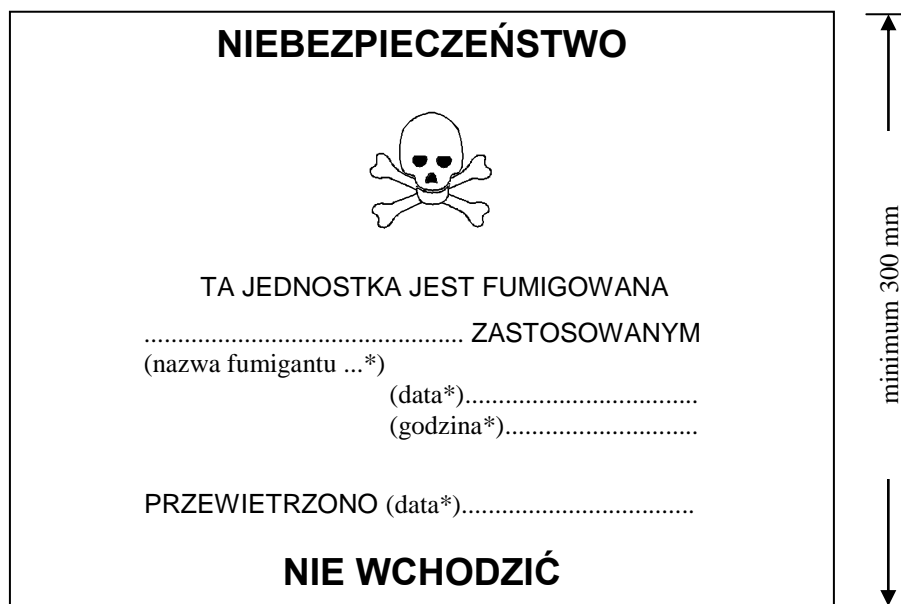 NIEBEZPIECZEŃSTWO
TA JEDNOSTKA JEST FUMIGOWANA
................................................ ZASTOSOWANYM
(nazwa fumigantu ...*)
(data*)...................................
(godzina*).............................
PRZEWIETRZONO (data*)...................................
NIE WCHODZIĆ
minimum 300 mm